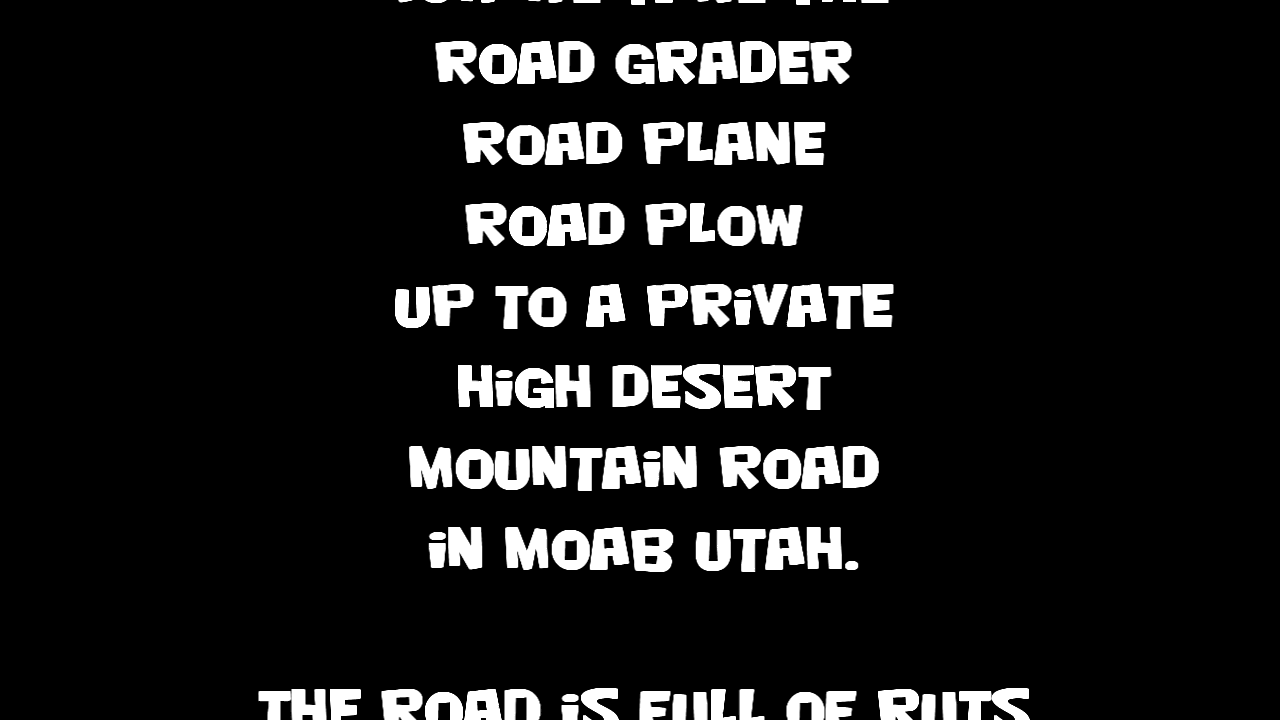 ROAD GRADER
ROAD PLANE
ROAD PLOW
UP TO A PRiVATE
HiGH DESERT
MOUNTAiN ROAD
iN MOAB UTAH.
THE ROAD iS FULL OF RUTS